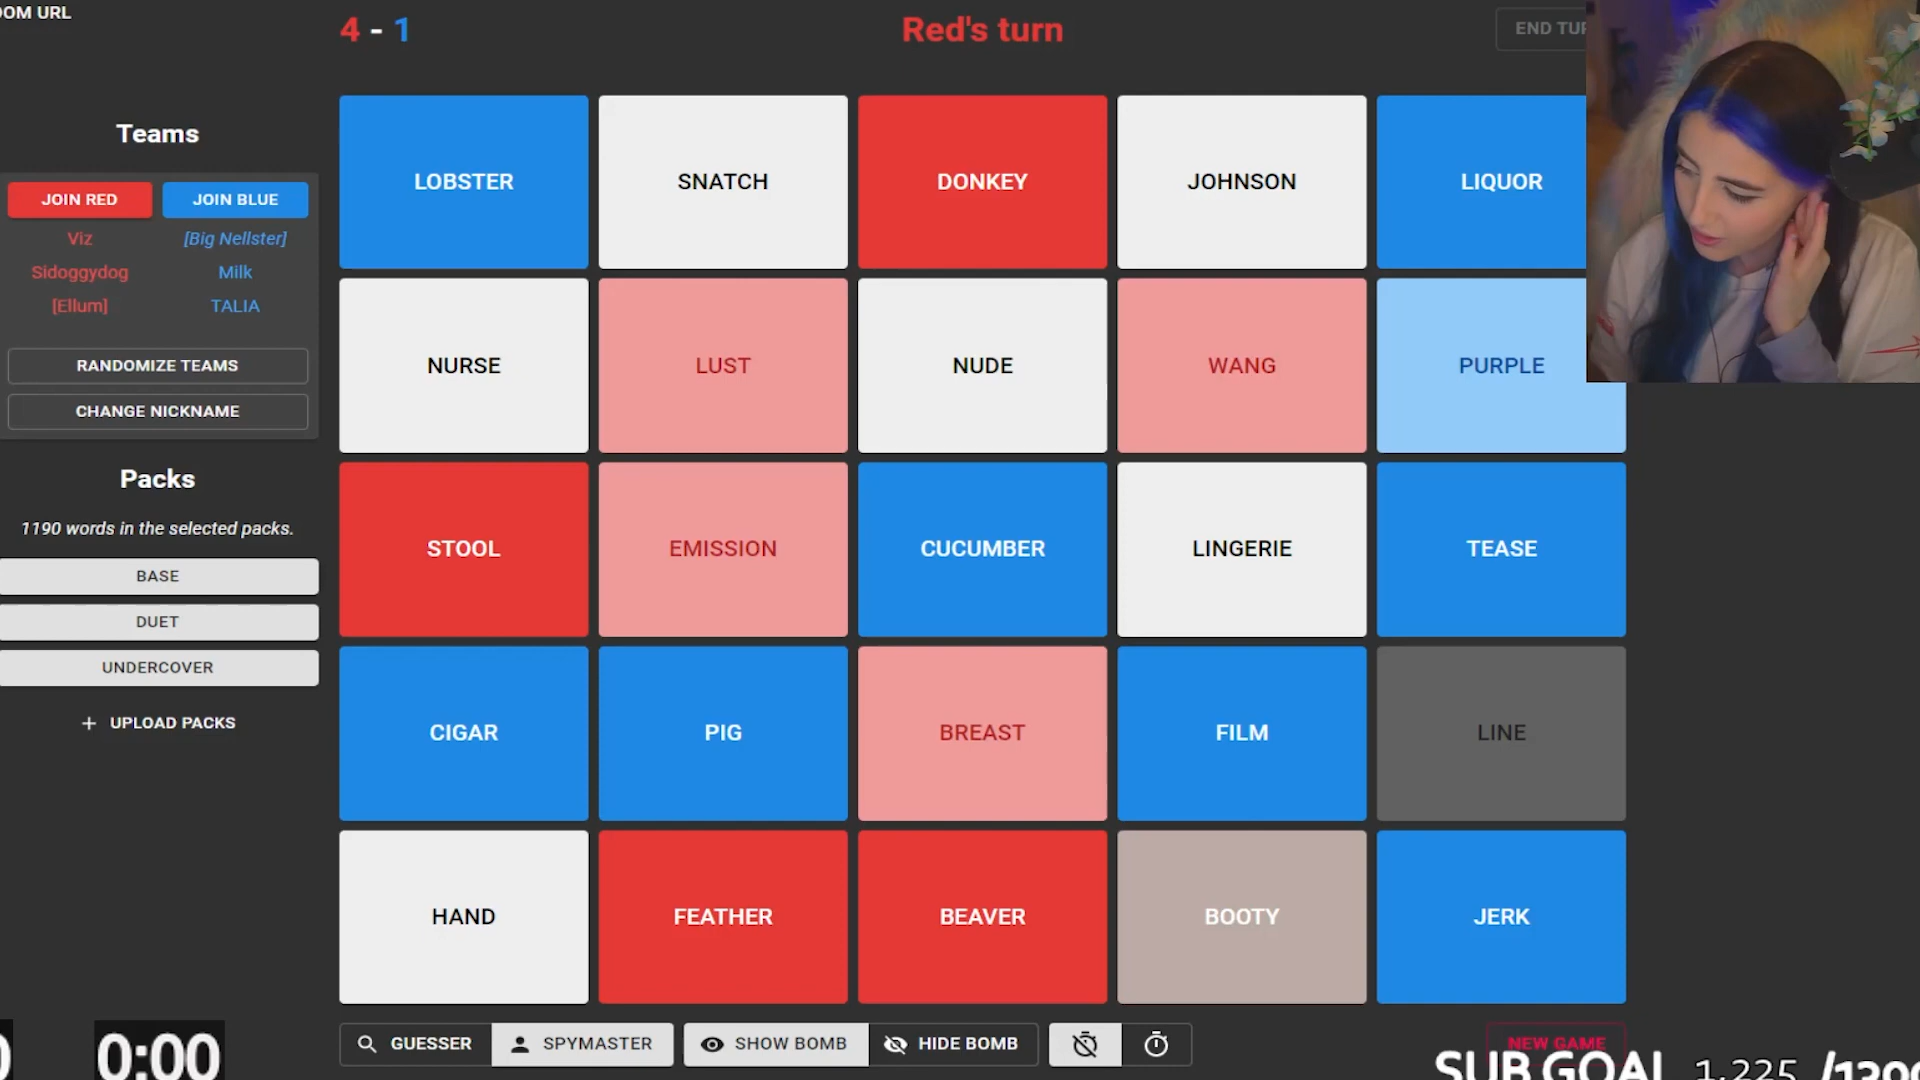 OOM URL
4 - 1
Red's turn
END TUR
Teams
JOIN RED
JOIN BLUE
Viz
[Big Nellster]
Sidoggydog
Milk
[Ellum]
TALIA
RANDOMIZE TEAMS
CHANGE NICKNAME
Packs
1190 words in the selected packs.
BASE
DUET
UNDERCOVER
+ UPLOAD PACKS
LOBSTER
SNATCH
DONKEY
JOHNSON
LIQUOR
NURSE
LUST
NUDE
WANG
PURPLE
STOOL
EMISSION
CUCUMBER
LINGERIE
TEASE
CIGAR
PIG
BREAST
FILM
LINE
HAND
FEATHER
BEAVER
BOOTY
JERK
0:00
GUESSER
SPYMASTER
SHOW BOMB
HIDE BOMB
NEW GAME
SUB GOAL 1,225